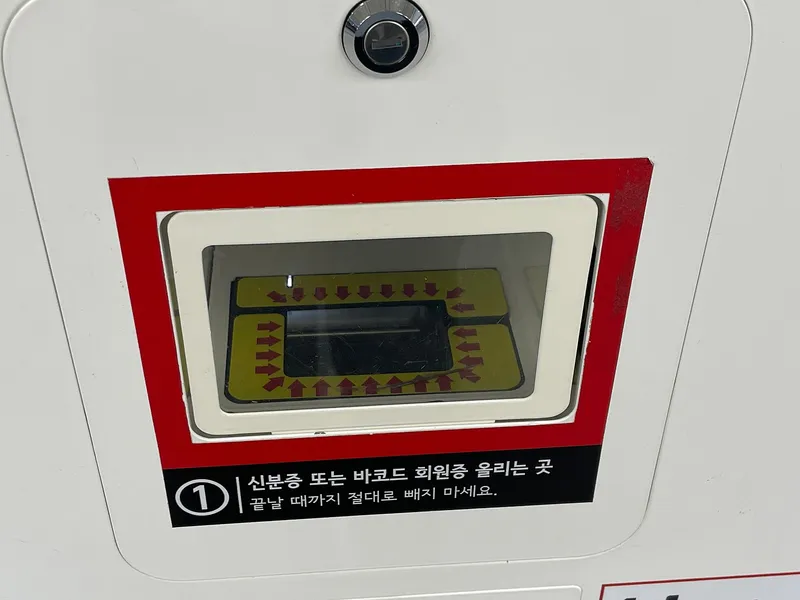 ① 신분증 또는 바코드 회원증 올리는 곳
끝날 때까지 절대로 빼지 마세요.